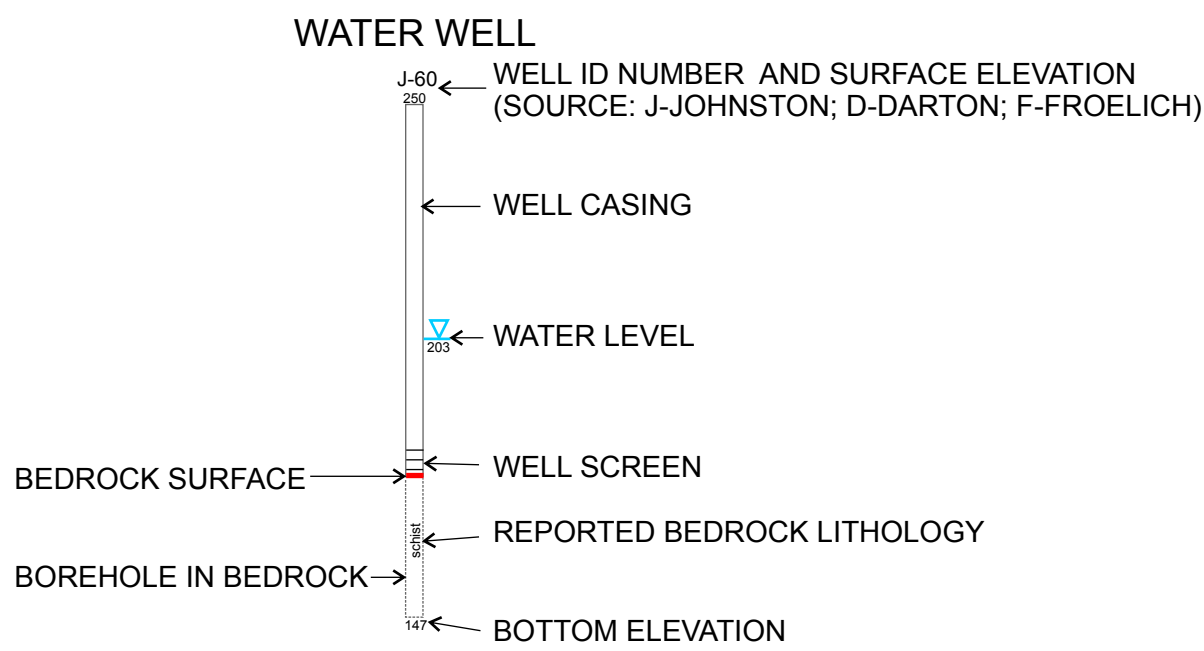 WATER WELL
J-60
250
WELL ID NUMBER AND SURFACE ELEVATION
(SOURCE: J-JOHNSTON; D-DARTON; F-FROELICH)
WELL CASING
WATER LEVEL
203
WELL SCREEN
BEDROCK SURFACE
REPORTED BEDROCK LITHOLOGY
schist
BOREHOLE IN BEDROCK
147
BOTTOM ELEVATION